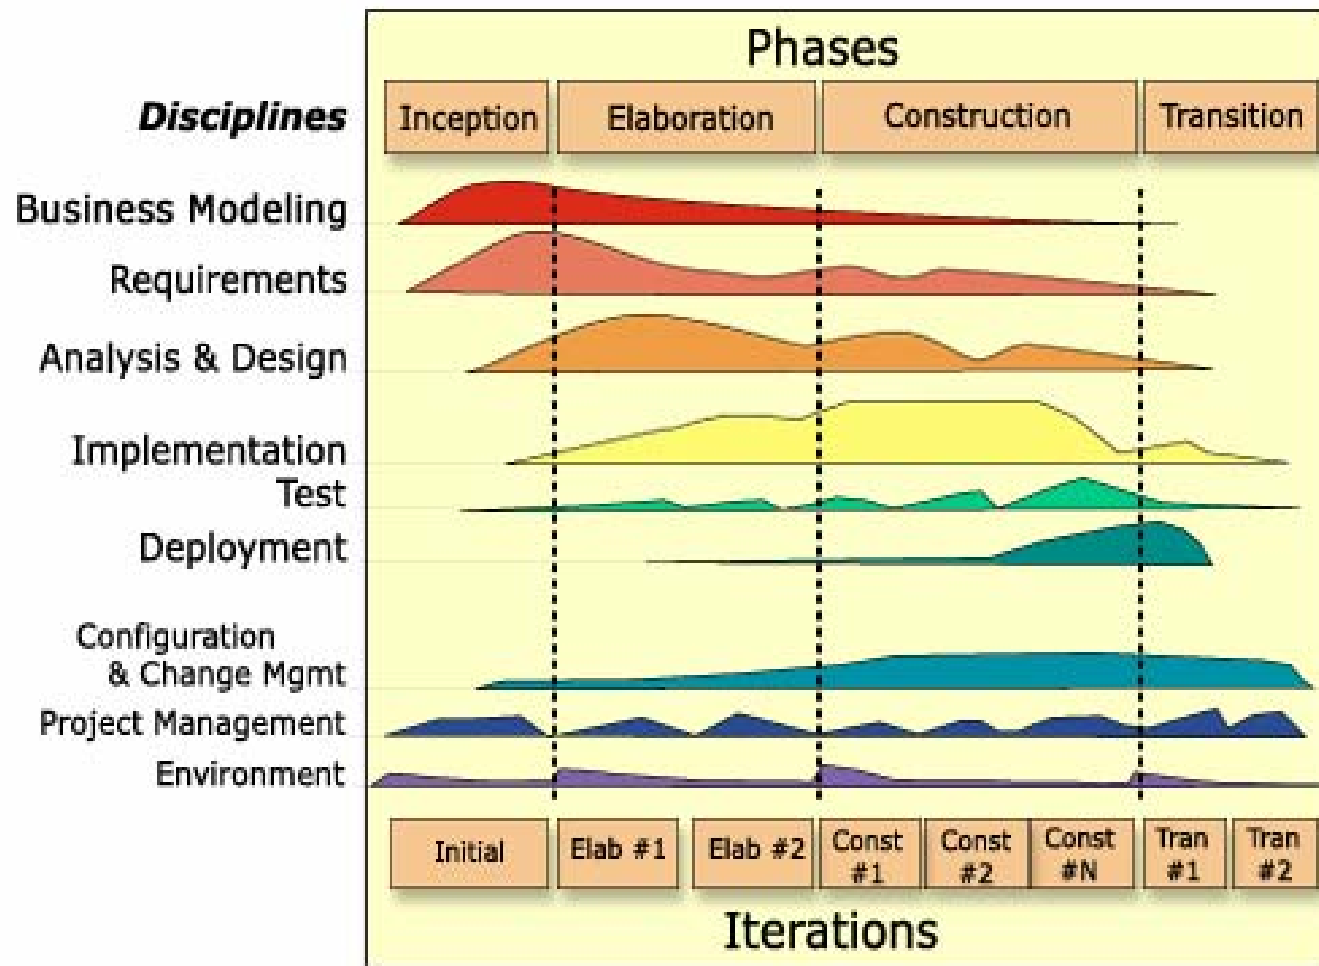 Phases
Disciplines
Inception
Elaboration
Construction
Transition
Business Modeling
Requirements
Analysis & Design
Implementation
Test
Deployment
Configuration
& Change Mgmt
Project Management
Environment
Initial
Elab #1
Elab #2
Const
#1
Const
#2
Const
#N
Tran
#1
Tran
#2
Iterations